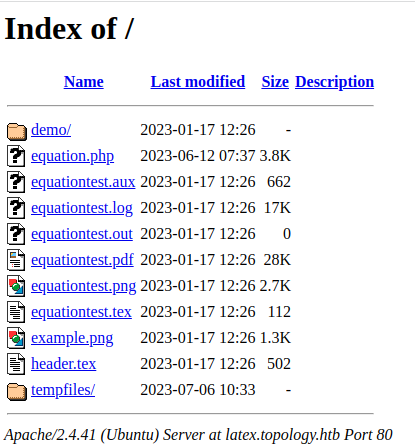 Index of /
Name Last modified Size Description
demo/ 2023-01-17 12:26 -
equation.php 2023-06-12 07:37 3.8K
equationtest.aux 2023-01-17 12:26 662
equationtest.log 2023-01-17 12:26 17K
equationtest.out 2023-01-17 12:26 0
equationtest.pdf 2023-01-17 12:26 28K
equationtest.png 2023-01-17 12:26 2.7K
equationtest.tex 2023-01-17 12:26 112
example.png 2023-01-17 12:26 1.3K
header.tex 2023-01-17 12:26 502
tempfiles/ 2023-07-06 10:33 -
Apache/2.4.41 (Ubuntu) Server at latex.topology.htb Port 80